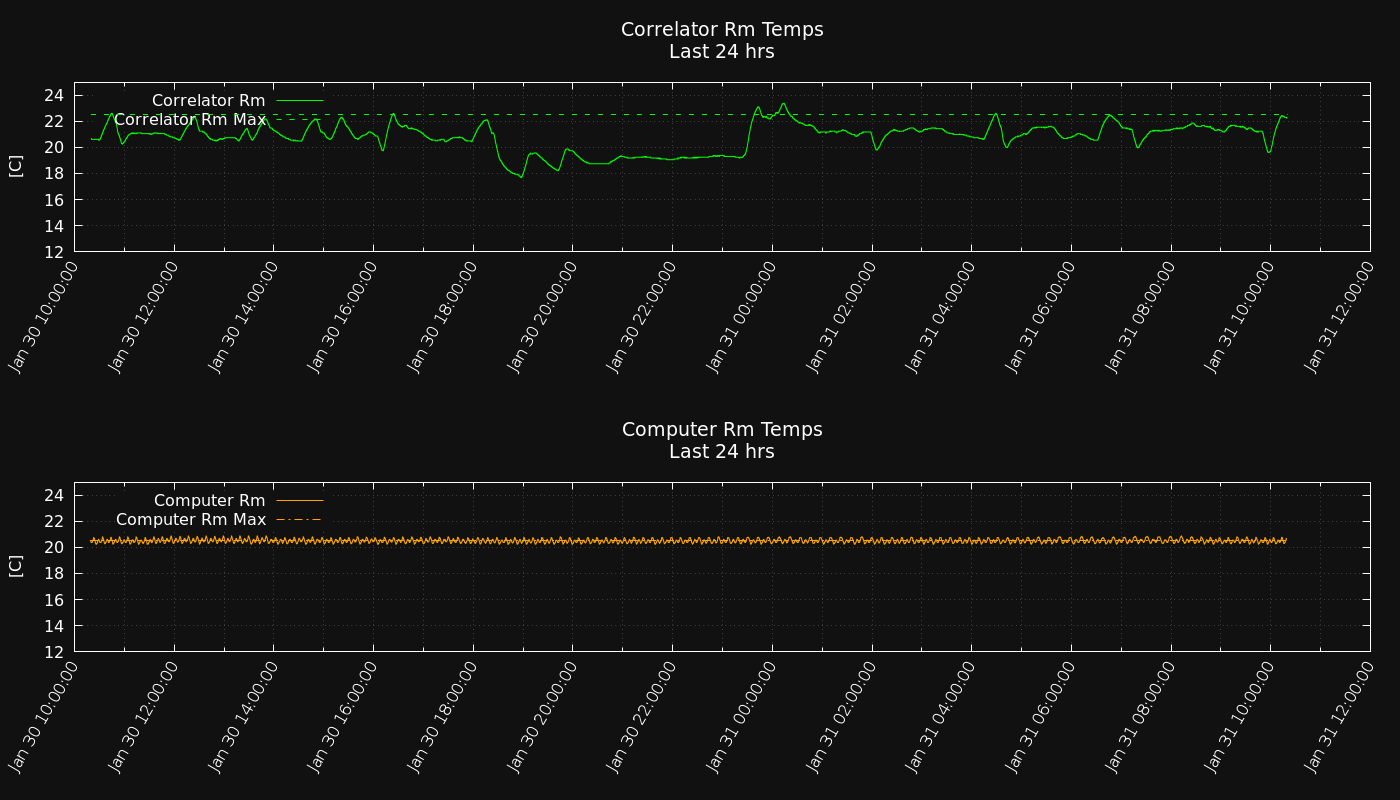 Correlator Rm Temps
Last 24 hrs
Correlator Rm
Correlator Rm Max
[C]
24
22
20
18
16
14
12
Jan 30 10:00:00
Jan 30 12:00:00
Jan 30 14:00:00
Jan 30 16:00:00
Jan 30 18:00:00
Jan 30 20:00:00
Jan 30 22:00:00
Jan 31 00:00:00
Jan 31 02:00:00
Jan 31 04:00:00
Jan 31 06:00:00
Jan 31 08:00:00
Jan 31 10:00:00
Jan 31 12:00:00
Computer Rm Temps
Last 24 hrs
Computer Rm
Computer Rm Max
[C]
24
22
20
18
16
14
12
Jan 30 10:00:00
Jan 30 12:00:00
Jan 30 14:00:00
Jan 30 16:00:00
Jan 30 18:00:00
Jan 30 20:00:00
Jan 30 22:00:00
Jan 31 00:00:00
Jan 31 02:00:00
Jan 31 04:00:00
Jan 31 06:00:00
Jan 31 08:00:00
Jan 31 10:00:00
Jan 31 12:00:00